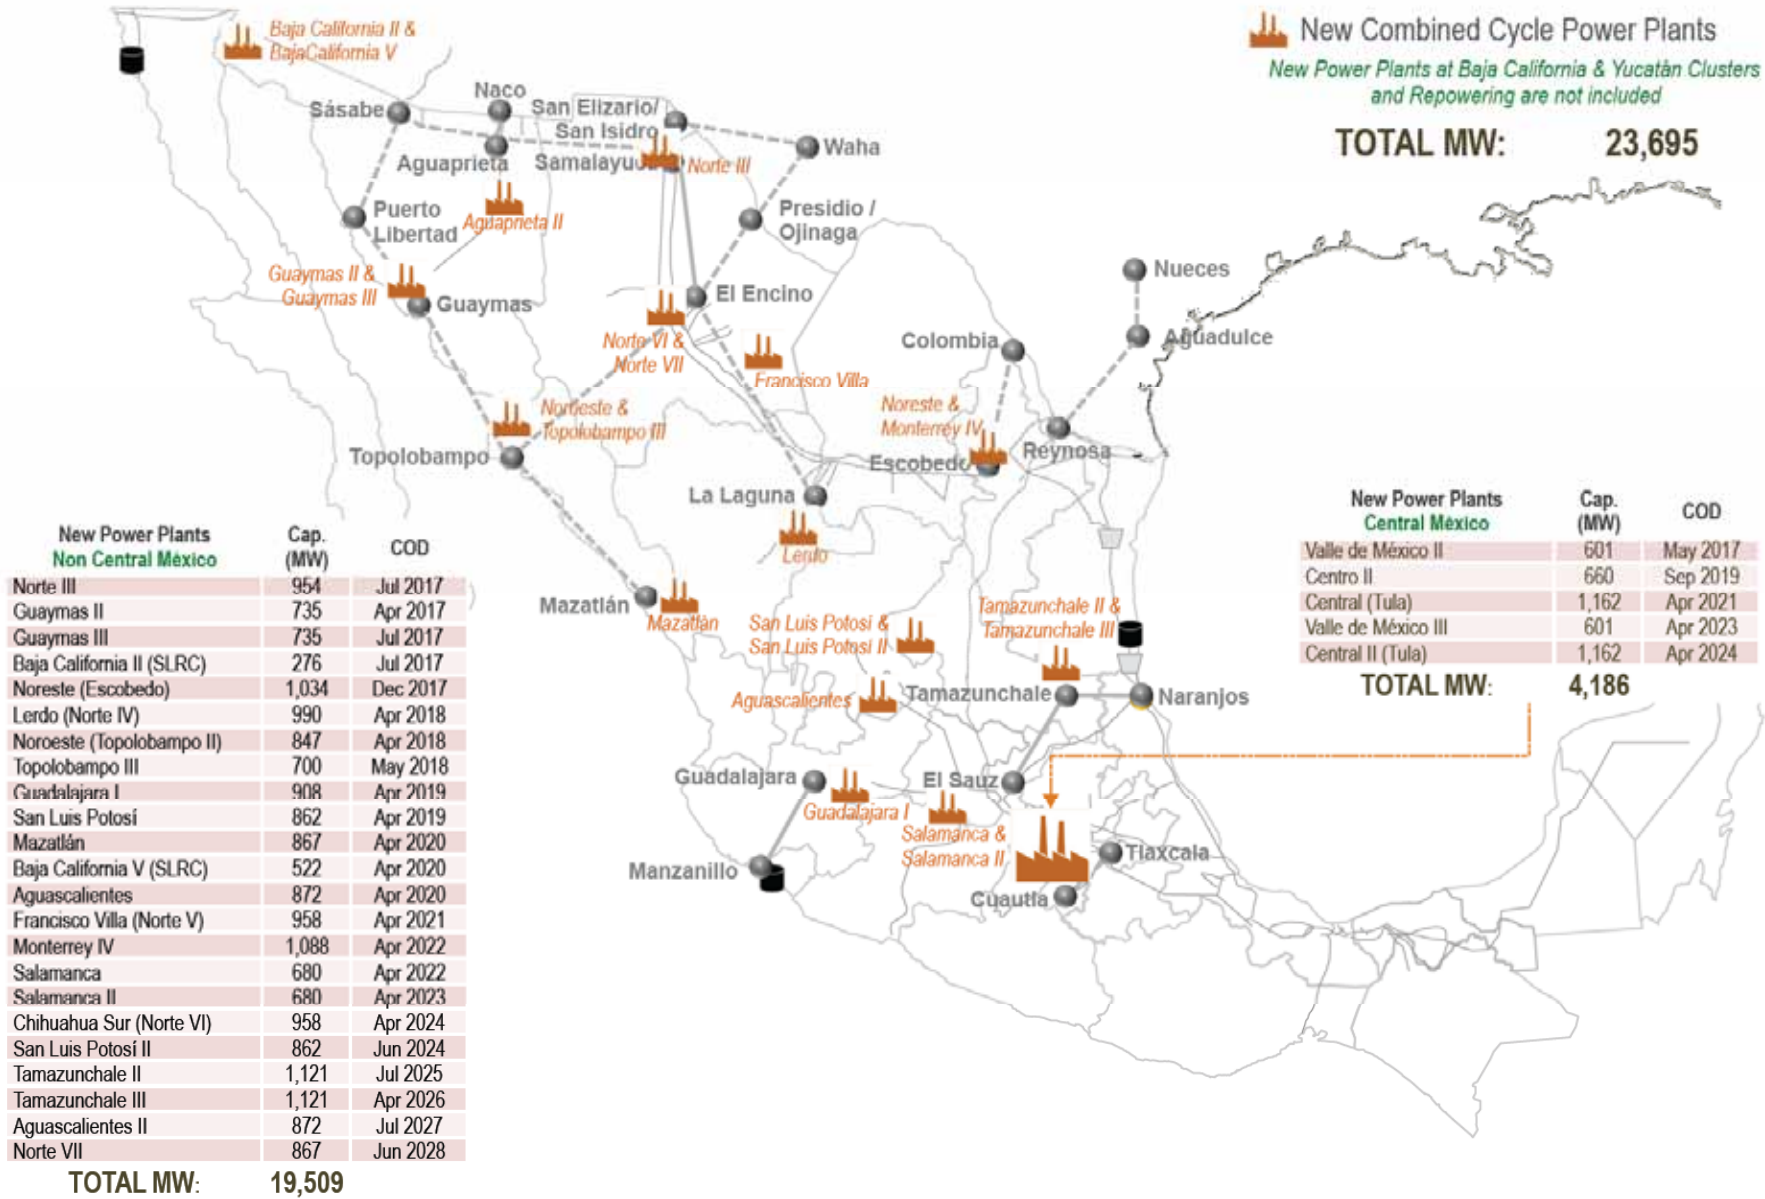 New Combined Cycle Power Plants
New Power Plants at Baja California & Yucatàn Clusters
and Repowering are not included
TOTAL MW: 23,695
Baja California II &
BajaCalifornia V
Sásabe
Naco
San Elizario/
San Isidro
Aguaprieta
Samalayuca
Norte III
Waha
Puerto
Libertad
Aguaprieta II
Presidio /
Ojinaga
Guaymas II &
Guaymas III
Guaymas
El Encino
Nueces
Norte VI &
Norte VII
Francisco Villa
Colombia
Aguadulce
Noroeste &
Topolobampo III
Noreste &
Monterrey IV
Topolobampo
Escobedo
Reynosa
La Laguna
Lerdo
Mazatlán
Mazatlán
San Luis Potosi &
San Luis Potosi II
Tamazunchale II &
Tamazunchale III
Aguascalientes
Tamazunchale
Naranjos
Guadalajara
Guadalajara I
El Sauz
Salamanca &
Salamanca II
Manzanillo
Tlaxcala
Cuautla
New Power Plants Cap. COD
Non Central México (MW)
Norte III 954 Jul 2017
Guaymas II 735 Apr 2017
Guaymas III 735 Jul 2017
Baja California II (SLRC) 276 Jul 2017
Noreste (Escobedo) 1,034 Dec 2017
Lerdo (Norte IV) 990 Apr 2018
Noroeste (Topolobampo II) 847 Apr 2018
Topolobampo III 700 May 2018
Guadalajara I 908 Apr 2019
San Luis Potosí 862 Apr 2019
Mazatlán 867 Apr 2020
Baja California V (SLRC) 522 Apr 2020
Aguascalientes 872 Apr 2020
Francisco Villa (Norte V) 958 Apr 2021
Monterrey IV 1,088 Apr 2022
Salamanca 680 Apr 2022
Salamanca II 680 Apr 2023
Chihuahua Sur (Norte VI) 958 Apr 2024
San Luis Potosí II 862 Jun 2024
Tamazunchale II 1,121 Jul 2025
Tamazunchale III 1,121 Apr 2026
Aguascalientes II 872 Jul 2027
Norte VII 867 Jun 2028
TOTAL MW: 19,509
New Power Plants Cap. COD
Central México (MW)
Valle de México II 601 May 2017
Centro II 660 Sep 2019
Central (Tula) 1,162 Apr 2021
Valle de México III 601 Apr 2023
Central II (Tula) 1,162 Apr 2024
TOTAL MW: 4,186